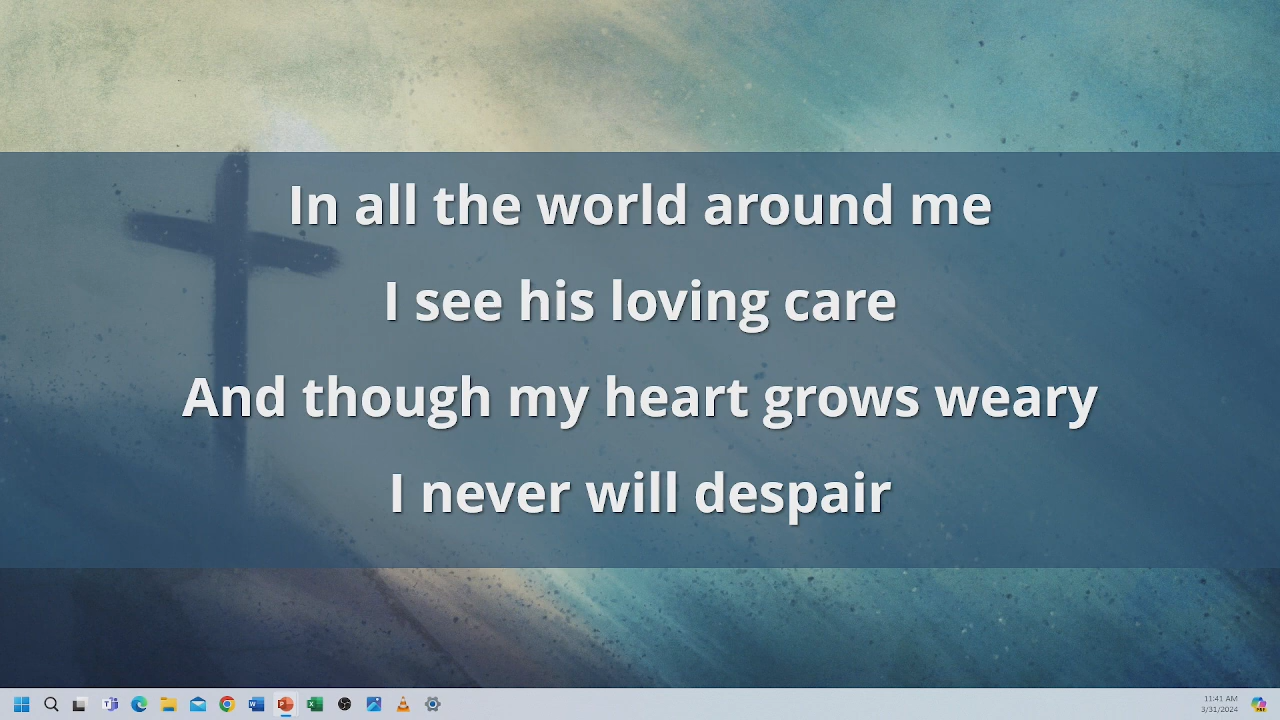 In all the world around me
I see his loving care
And though my heart grows weary
I never will despair
11:41 AM
3/31/2024